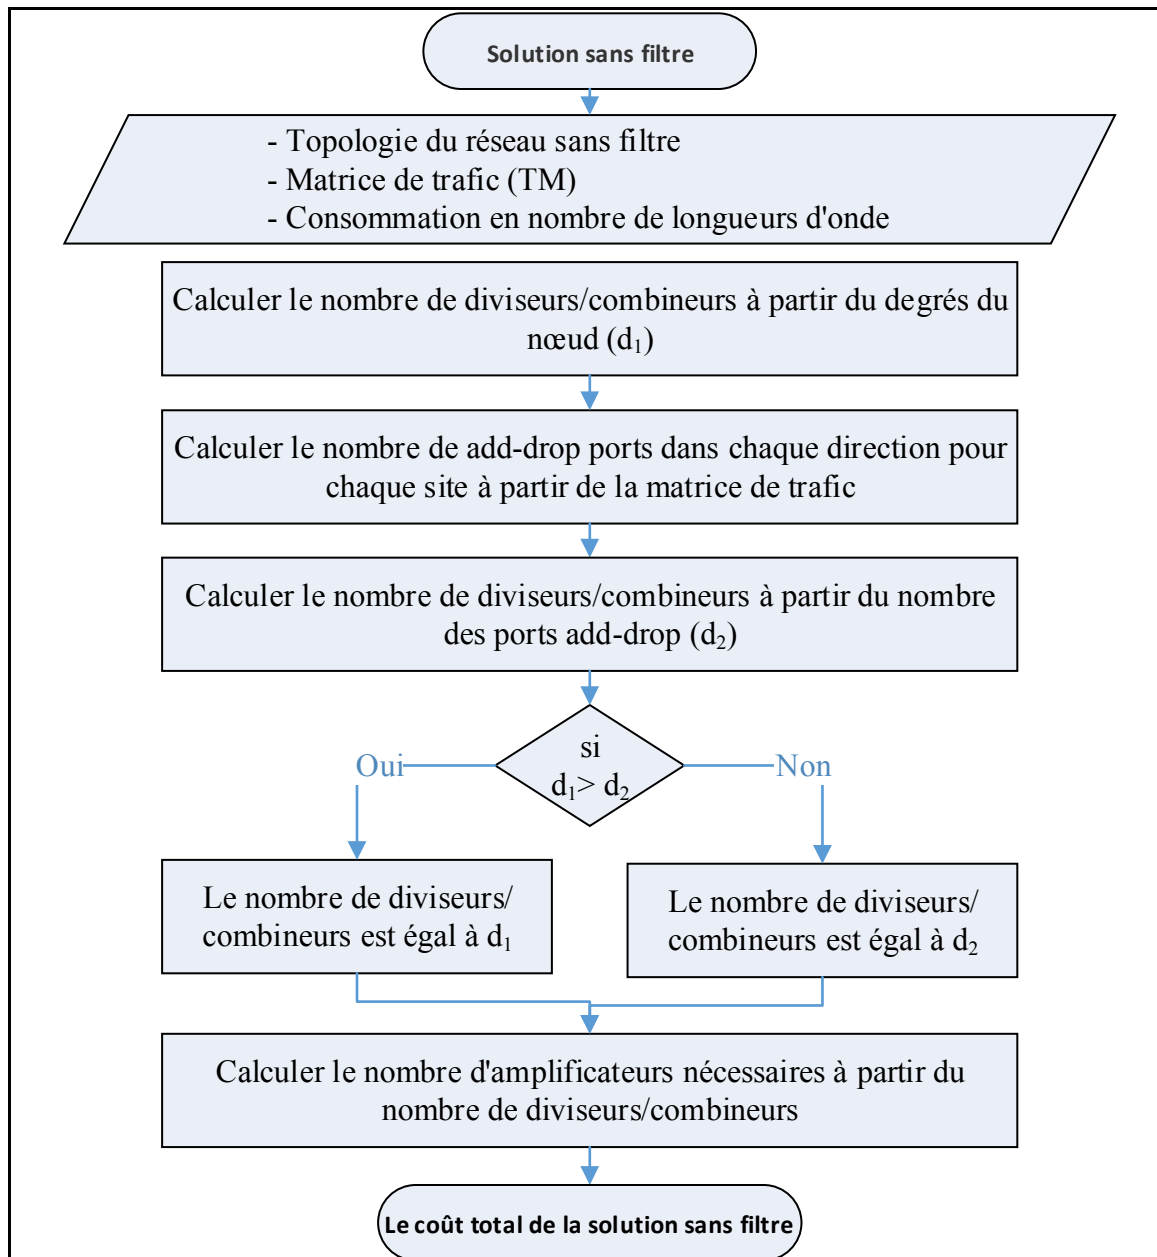 Solution sans filtre
- Topologie du réseau sans filtre
- Matrice de trafic (TM)
- Consommation en nombre de longueurs d'onde
Calculer le nombre de diviseurs/combineurs à partir du degrés du
nœud (d₁)
Calculer le nombre de add-drop ports dans chaque direction pour
chaque site à partir de la matrice de trafic
Calculer le nombre de diviseurs/combineurs à partir du nombre
des ports add-drop (d₂)
si
d₁> d₂
Oui
Non
Le nombre de diviseurs/
combineurs est égal à d₁
Le nombre de diviseurs/
combineurs est égal à d₂
Calculer le nombre d'amplificateurs nécessaires à partir du
nombre de diviseurs/combineurs
Le coût total de la solution sans filtre